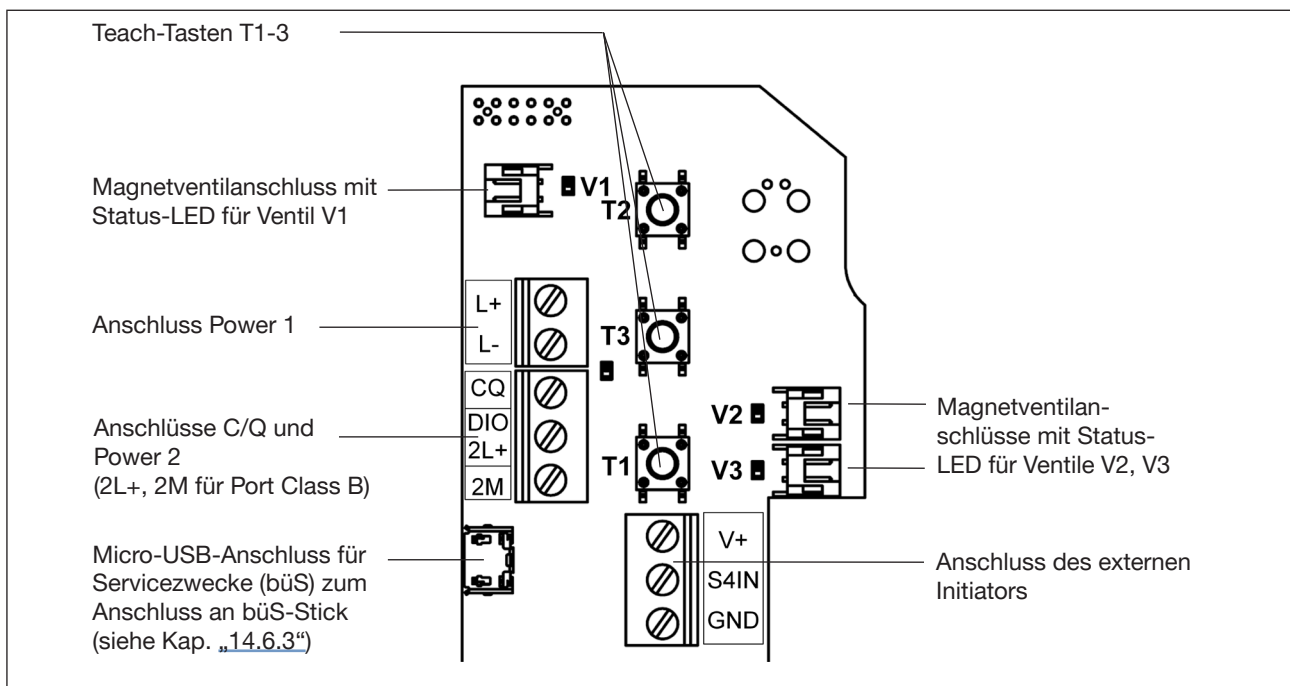 Teach-Tasten T1-3
Magnetventilanschluss mit
Status-LED für Ventil V1
V1
T2
Anschluss Power 1
L+
L-
T3
CQ
DIO
2L+
2M
Anschlüsse C/Q und
Power 2
(2L+, 2M für Port Class B)
V2
V3
T1
Magnetventilan-
schlüsse mit Status-
LED für Ventile V2, V3
Micro-USB-Anschluss für
Servicezwecke (büS) zum
Anschluss an büS-Stick
(siehe Kap. „14.6.3“)
V+
S4IN
GND
Anschluss des externen
Initiators